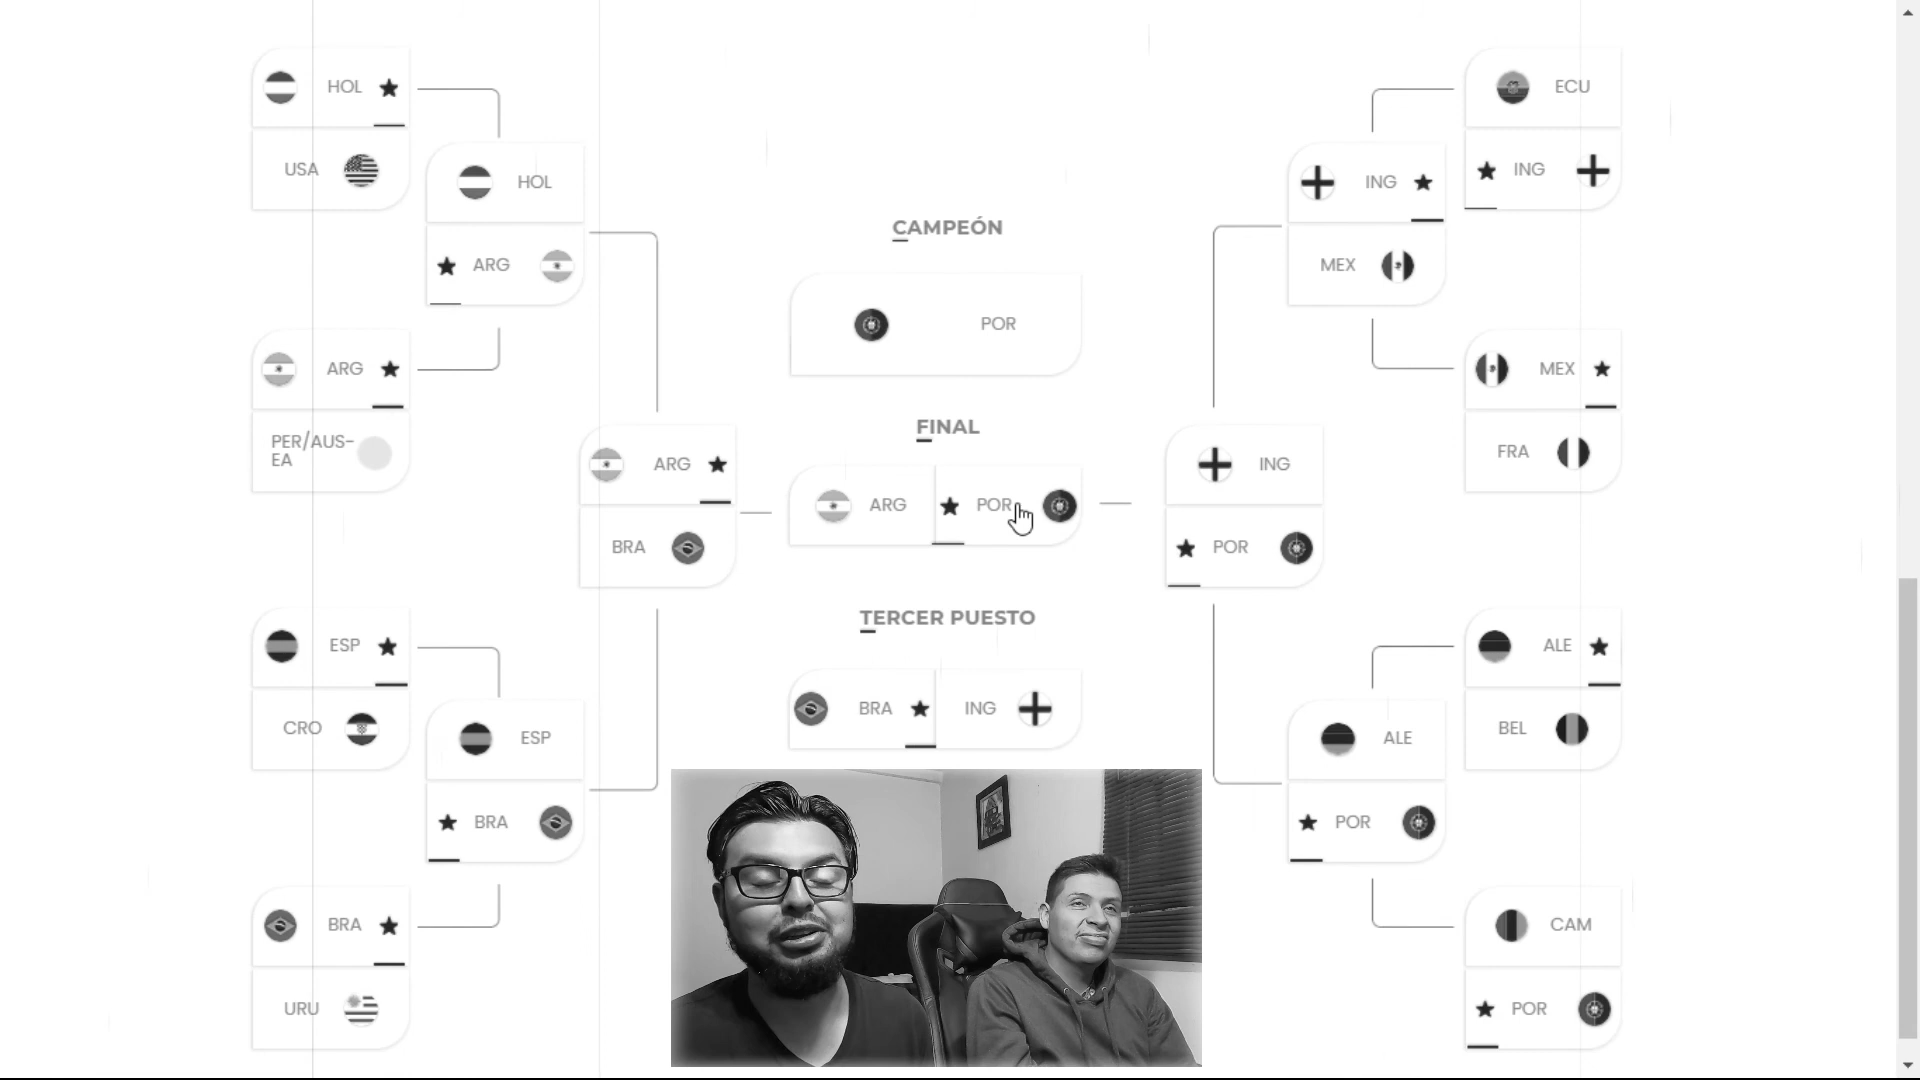 HOL
USA
HOL
ARG
ARG
PER/AUS-
EA
ARG
BRA
ESP
CRO
ESP
BRA
BRA
URU
CAMPEÓN
POR
FINAL
ARG
POR
TERCER PUESTO
BRA
ING
ING
POR
ING
MEX
ECU
ING
MEX
FRA
ALE
POR
ALE
BEL
CAM
POR